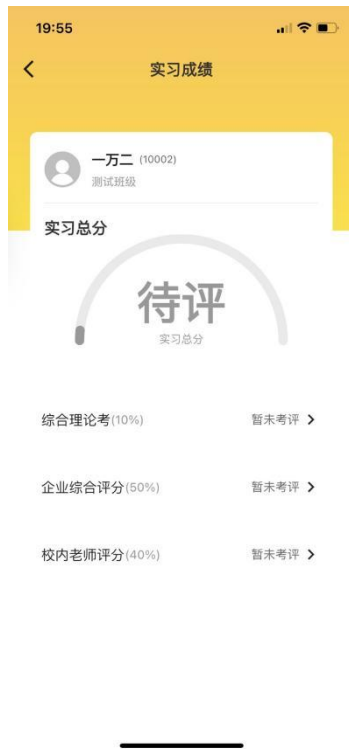 19:55
实习成绩
一万二 (10002)
测试班级
实习总分
待评
实习总分
综合理论考(10%) 暂未考评
企业综合评分(50%) 暂未考评
校内老师评分(40%) 暂未考评